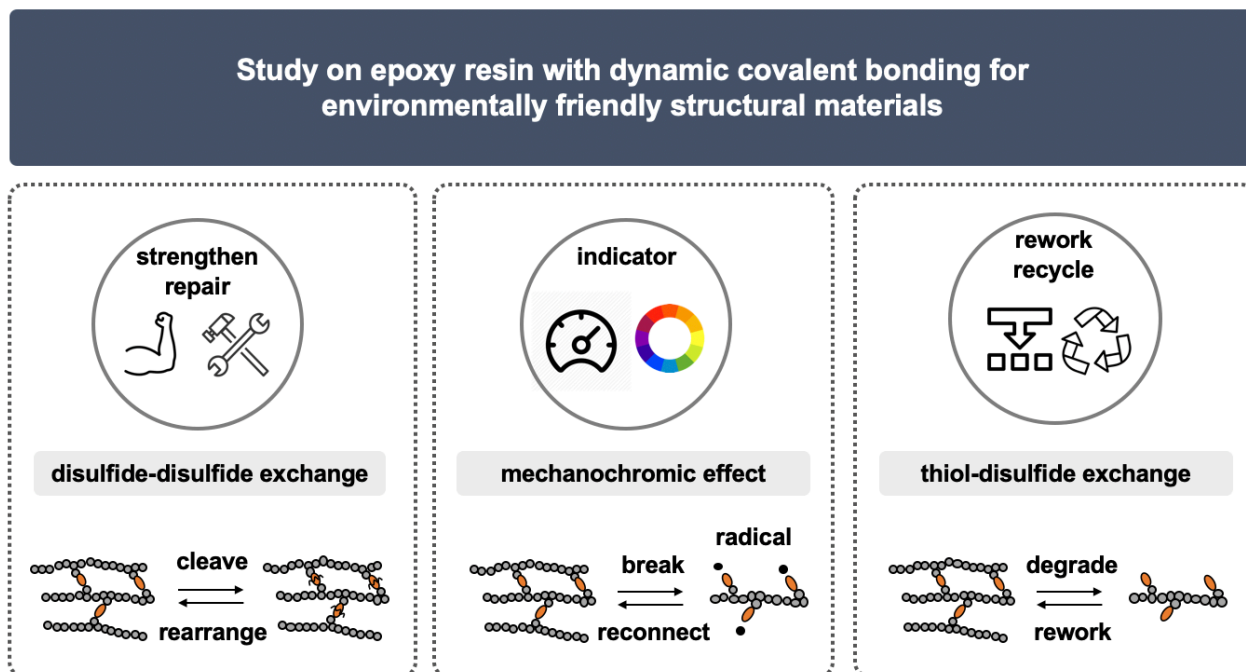 Study on epoxy resin with dynamic covalent bonding for
environmentally friendly structural materials
strengthen
repair
disulfide-disulfide exchange
cleave
rearrange
indicator
mechanochromic effect
radical
break
reconnect
rework
recycle
thiol-disulfide exchange
degrade
rework